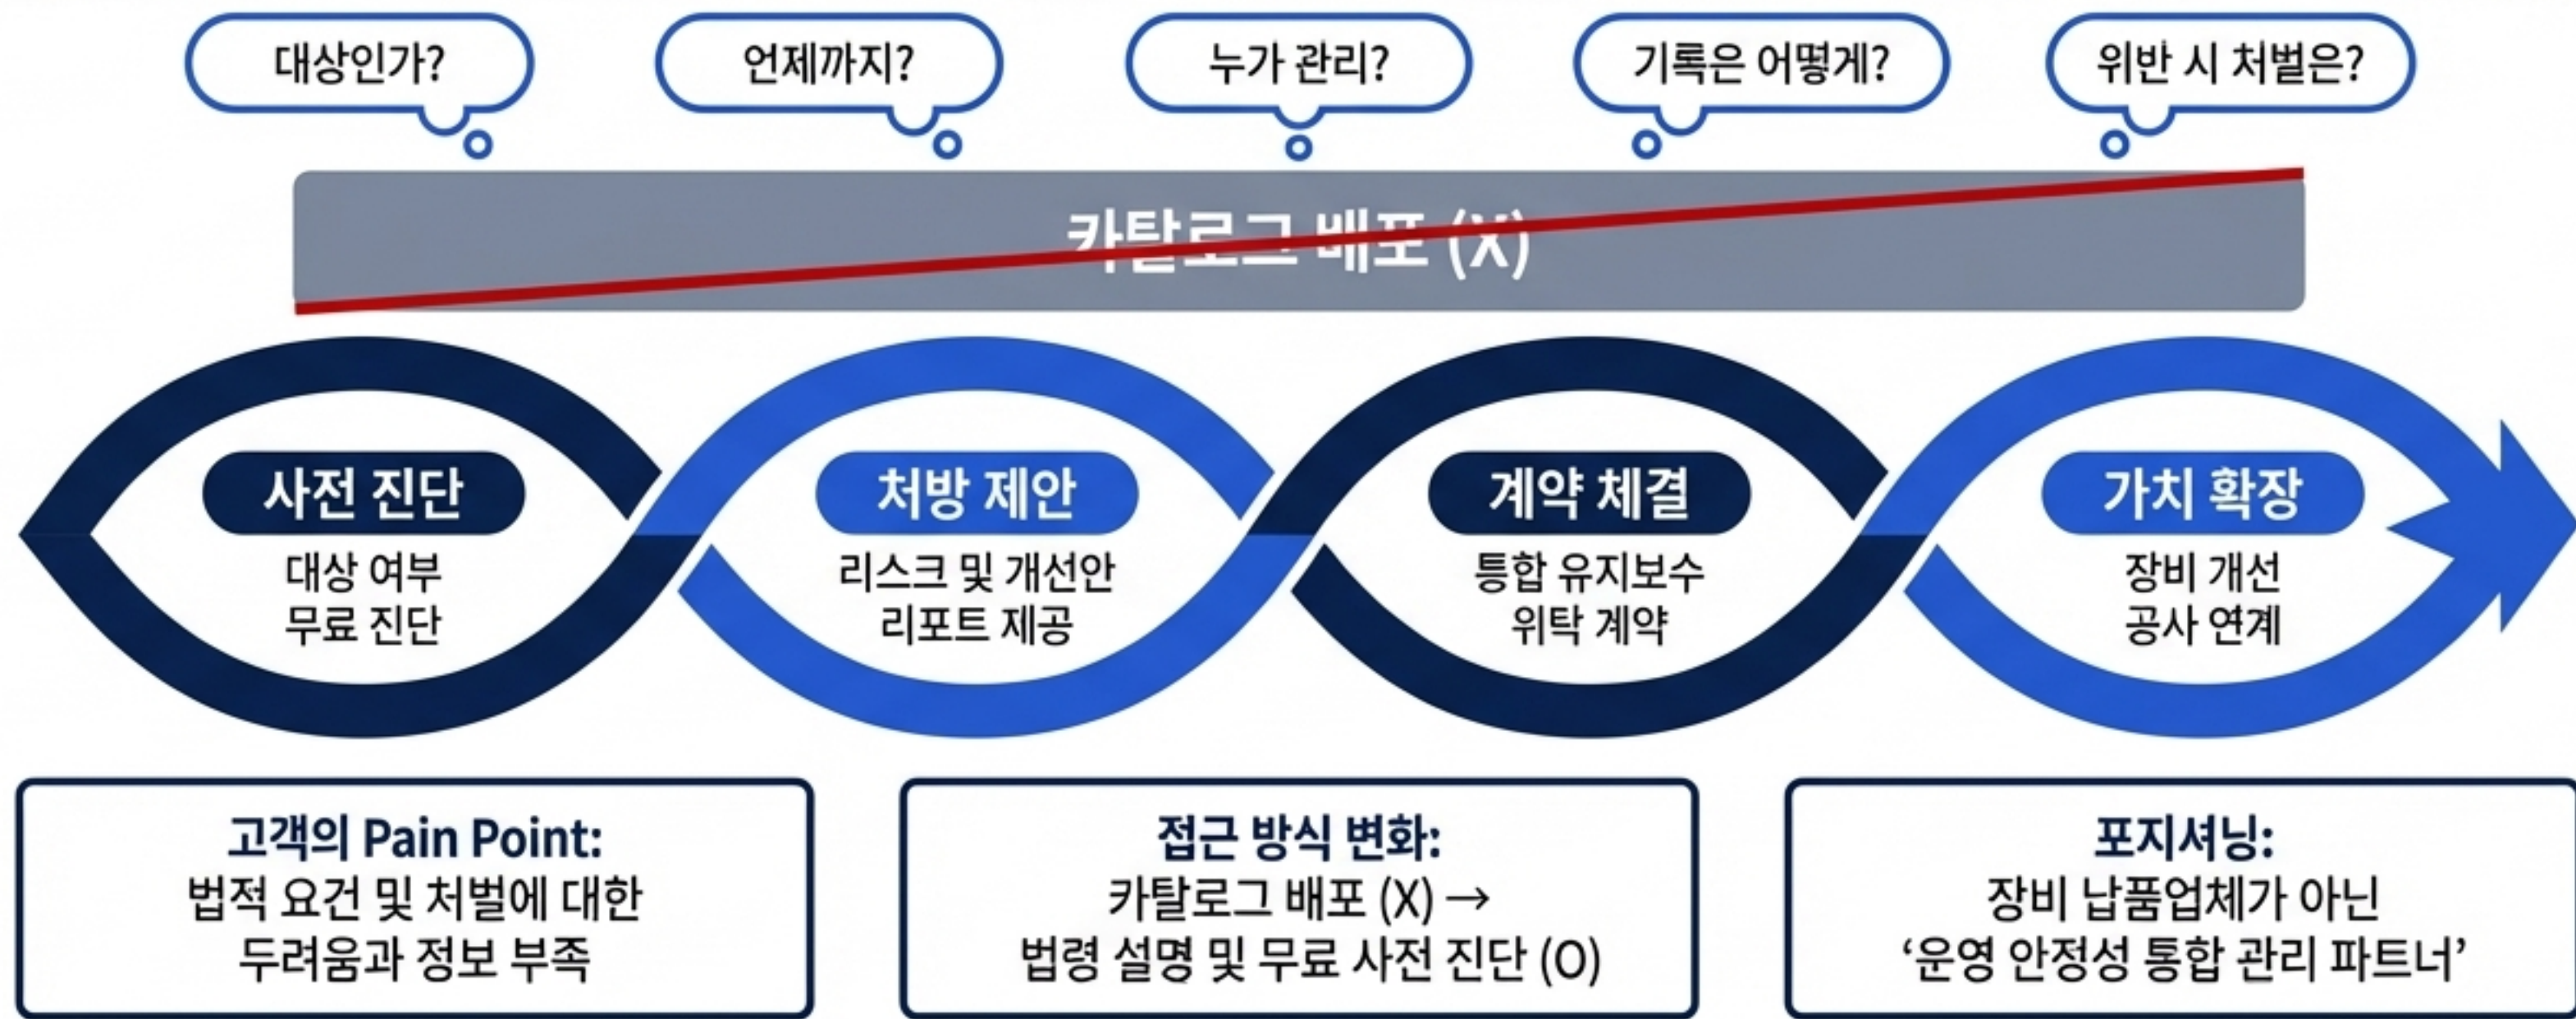 대상인가?
언제까지?
누가 관리?
기록은 어떻게?
위반 시 처벌은?
카탈로그 배포 (X)
사전 진단
대상 여부
무료 진단
처방 제안
리스크 및 개선안
리포트 제공
계약 체결
틍합 유지보수
위탁 계약
가치 확장
장비 개선
공사 연계
고객의 Pain Point:
법적 요건 및 처벌에 대한
두려움과 정보 부족
접근 방식 변화:
카탈로그 배포 (X) →
법령 설명 및 무료 사전 진단 (O)
포지셔닝:
장비 납품업체가 아닌
‘운영 안정성 통합 관리 파트너’